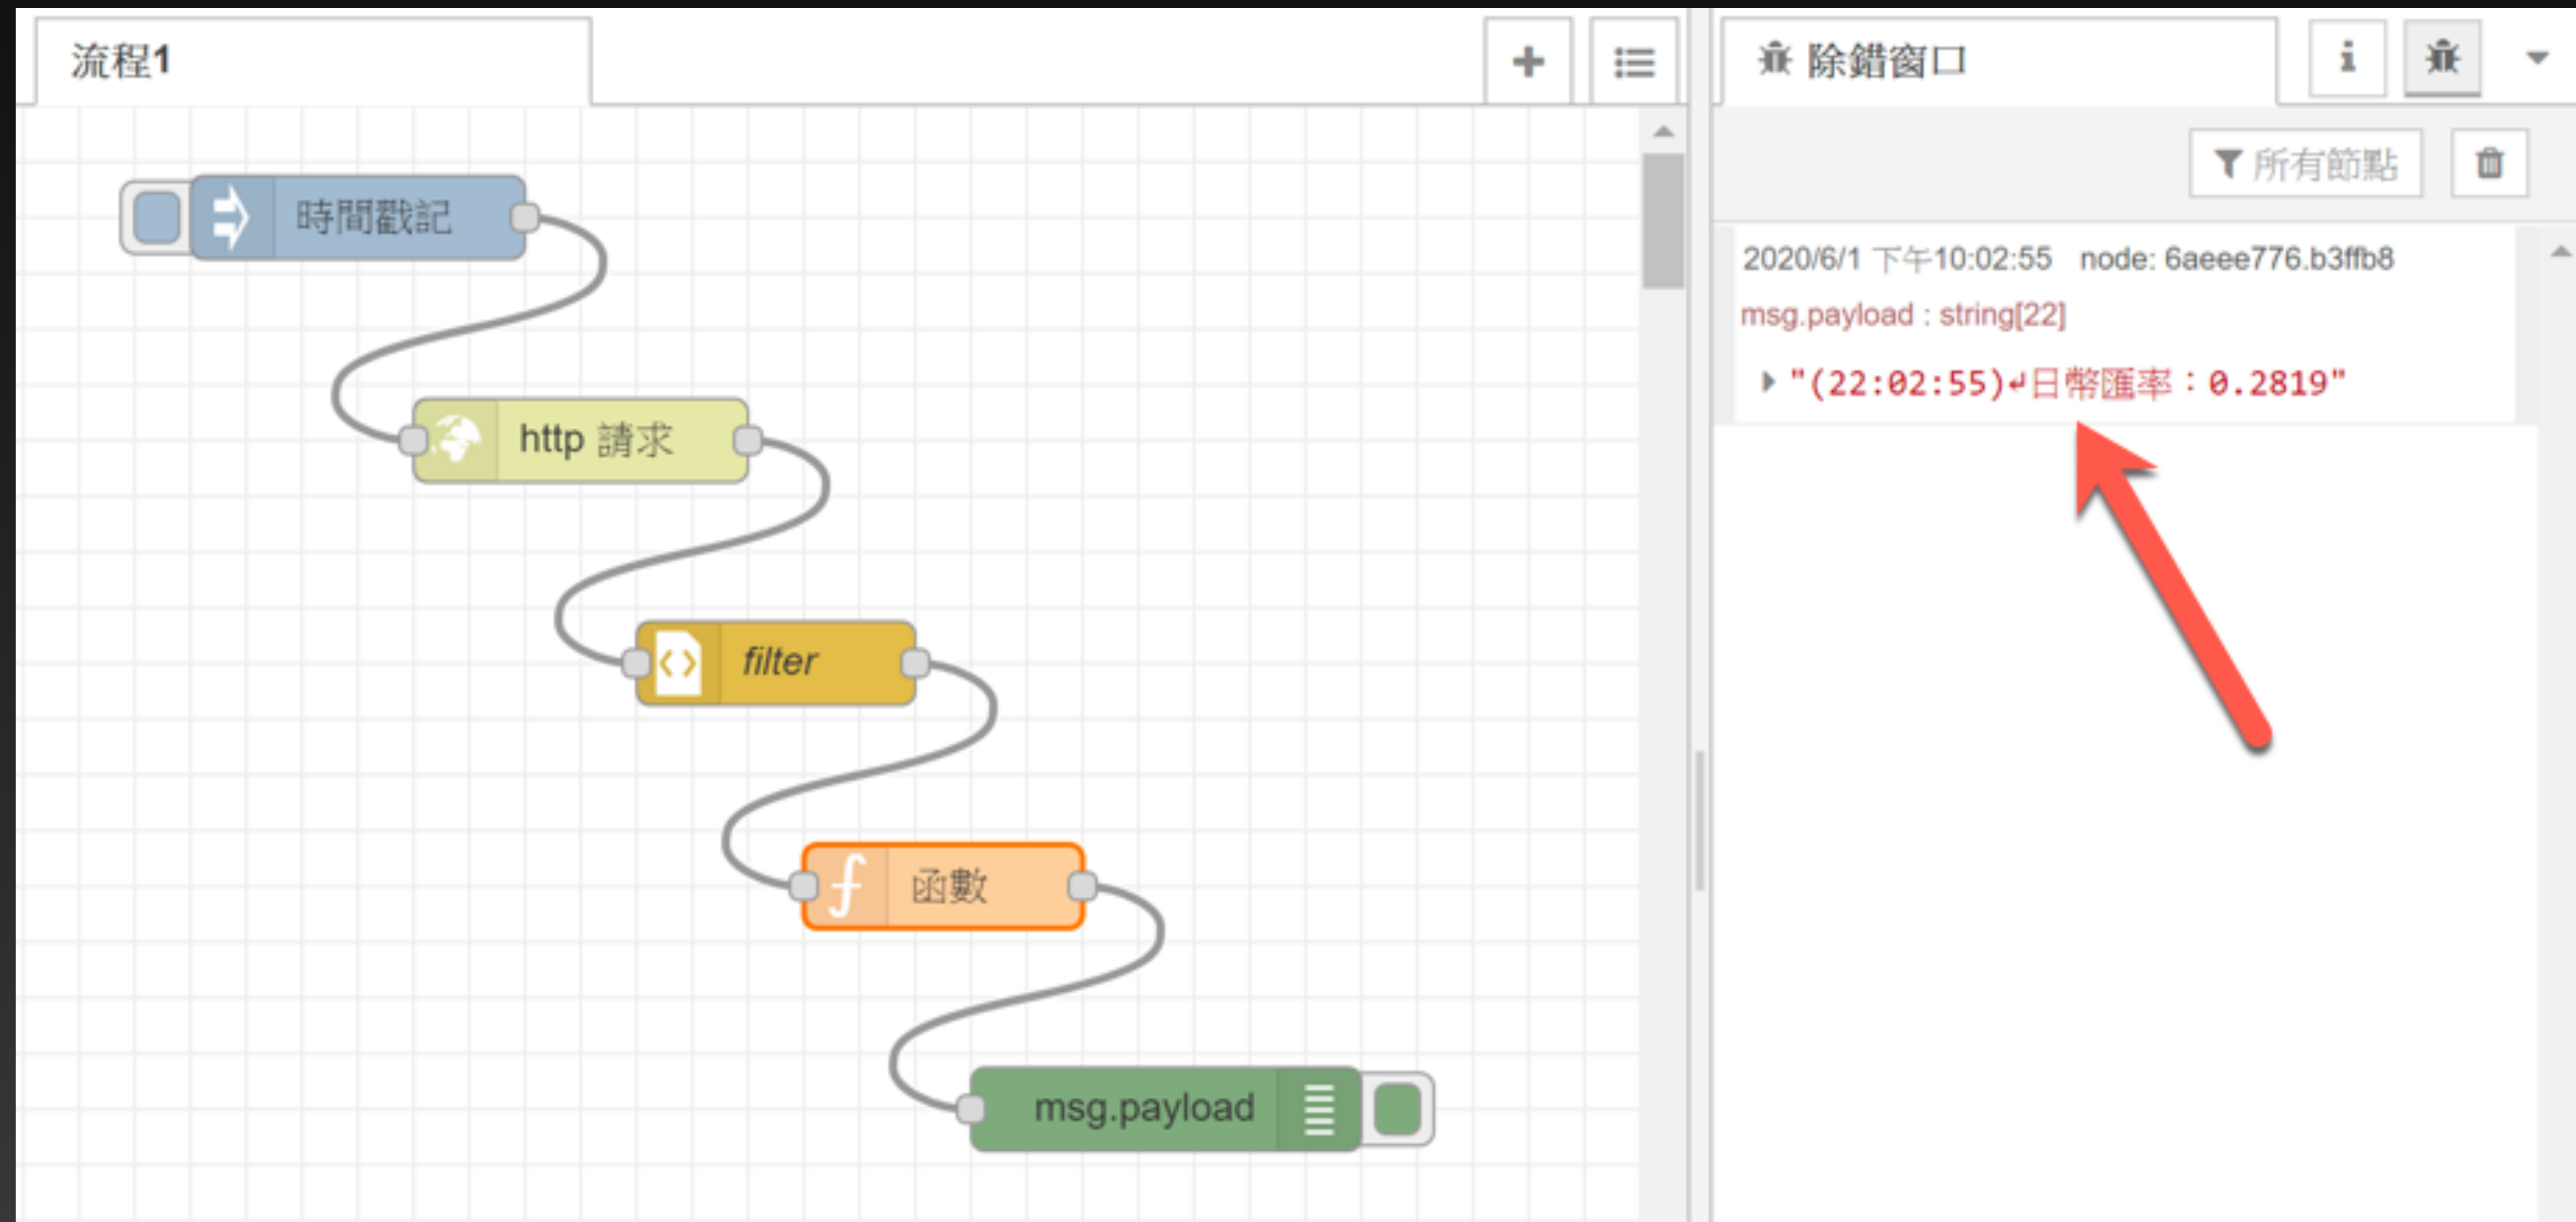 流程1
時間戳記
http 請求
filter
函數
msg.payload
除錯窗口
所有節點
2020/6/1 下午10:02:55 node: 6aeee776.b3ffb8
msg.payload : string[22]
"(22:02:55)↵日幣匯率：0.2819"